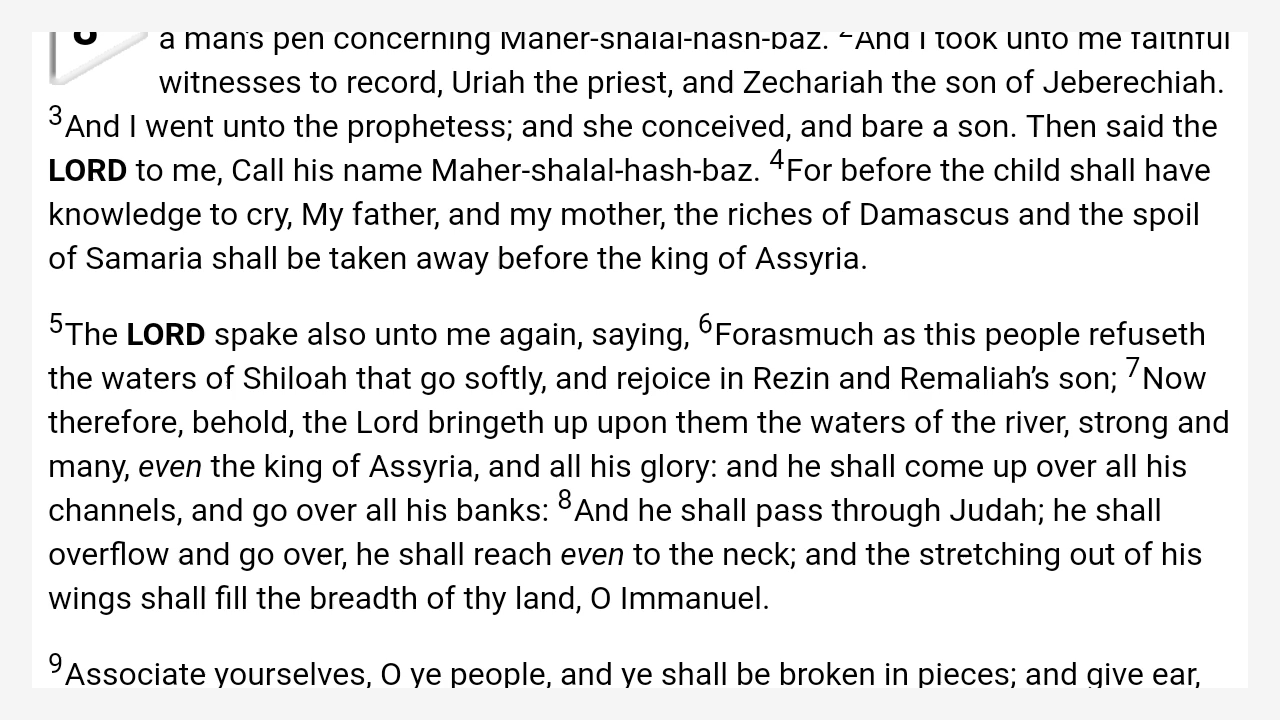 8 a man's pen concerning Maher-shalal-hash-baz. 2And I took unto me faithful
witnesses to record, Uriah the priest, and Zechariah the son of Jeberechiah.
3And I went unto the prophetess; and she conceived, and bare a son. Then said the
LORD to me, Call his name Maher-shalal-hash-baz. 4For before the child shall have
knowledge to cry, My father, and my mother, the riches of Damascus and the spoil
of Samaria shall be taken away before the king of Assyria.
5The LORD spake also unto me again, saying, 6Forasmuch as this people refuseth
the waters of Shiloah that go softly, and rejoice in Rezin and Remaliah's son; 7Now
therefore, behold, the Lord bringeth up upon them the waters of the river, strong and
many, even the king of Assyria, and all his glory: and he shall come up over all his
channels, and go over all his banks: 8And he shall pass through Judah; he shall
overflow and go over, he shall reach even to the neck; and the stretching out of his
wings shall fill the breadth of thy land, O Immanuel.
9Associate yourselves, O ye people, and ye shall be broken in pieces; and give ear,